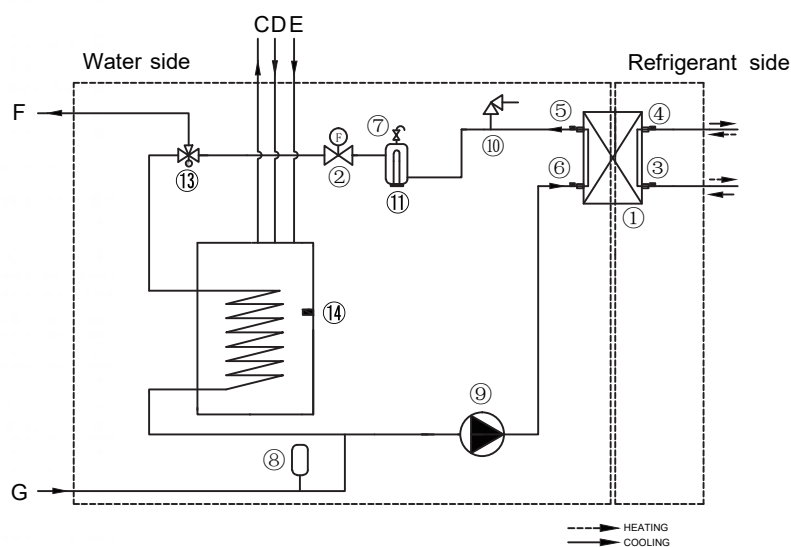 C D E
Water side
Refrigerant side
F
⑦
⑤
④
⑩
F
⑬
②
⑪
⑥
③
①
⑭
⑨
⑧
G
HEATING
COOLING